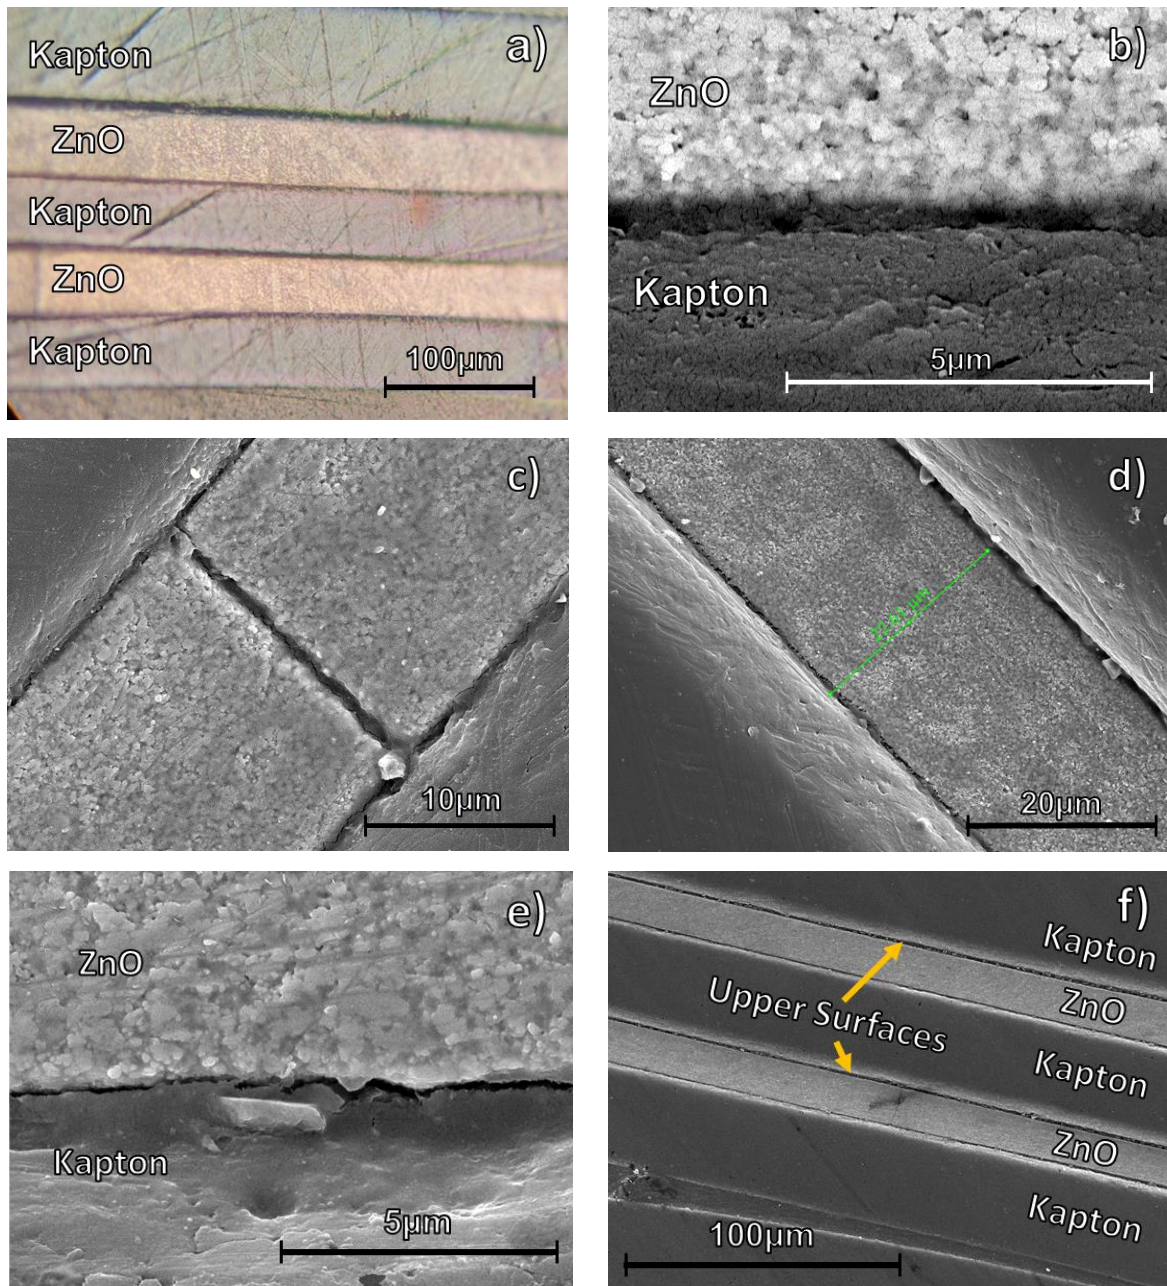 a)
Kapton
ZnO
Kapton
ZnO
Kapton
100μm
b)
ZnO
Kapton
5μm
c)
10μm
d)
20μm
e)
ZnO
Kapton
5μm
f)
Kapton
ZnO
Upper Surfaces
Kapton
ZnO
Kapton
100μm